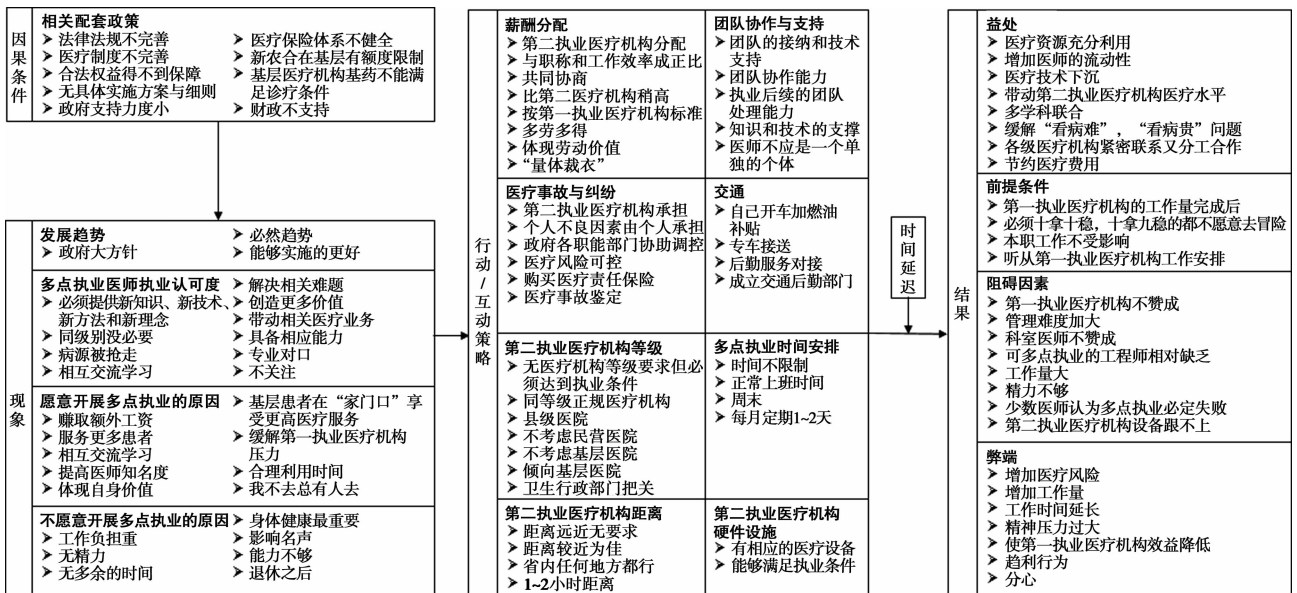 因果条件
相关配套政策
法律法规不完善
医疗制度不完善
合法权益得不到保障
无具体实施方案与细则
政府支持力度小
医疗保险体系不健全
新农合在基层有额度限制
基层医疗机构基药不能满
足诊疗条件
财政不支持
现象
发展趋势
政府大方针
必然趋势
能够实施的更好
多点执业医师执业认可度
必须提供新知识、新技术、
新方法和新理念
同级别没必要
病源被抢走
相互交流学习
解决相关难题
创造更多价值
带动相关医疗业务
具备相应能力
专业对口
不关注
愿意开展多点执业的原因
赚取额外工资
服务更多患者
相互交流学习
提高医师知名度
体现自身价值
基层患者在“家门口”享
受更高医疗服务
缓解第一执业医疗机构
压力
合理利用时间
我不去总有人去
不愿意开展多点执业的原因
工作负担重
无精力
无多余的时间
身体健康最重要
影响名声
能力不够
退休之后
行动/互动策略
薪酬分配
第二执业医疗机构分配
与职称和工作效率成正比
共同协商
比第二医疗机构稍高
按第一执业医疗机构标准
多劳多得
体现劳动价值
“量体裁衣”
团队协作与支持
团队的接纳和技术
支持
团队协作能力
执业后续的团队
处理能力
知识和技术的支撑
医师不应是一个单
独的个体
医疗事故与纠纷
第二执业医疗机构承担
个人不良因素由个人承担
政府各职能部门协助调控
医疗风险可控
购买医疗责任保险
医疗事故鉴定
交通
自己开车加燃油
补贴
专车接送
后勤服务对接
成立交通后勤部门
第二执业医疗机构等级
无医疗机构等级要求但必
须达到执业条件
同等级正规医疗机构
县级医院
不考虑民营医院
不考虑基层医院
倾向基层医院
卫生行政部门把关
多点执业时间安排
时间不限制
正常上班时间
周末
每月定期1~2天
第二执业医疗机构距离
距离远近无要求
距离较近为佳
省内任何地方都行
1~2小时距离
第二执业医疗机构
硬件设施
有相应的医疗设备
能够满足执业条件
时间延迟
结果
益处
医疗资源充分利用
增加医师的流动性
医疗技术下沉
带动第二执业医疗机构医疗水平
多学科联合
缓解“看病难”，“看病贵”问题
各级医疗机构紧密联系又分工合作
节约医疗费用
前提条件
第一执业医疗机构的工作量完成后
必须十拿十稳，十拿九稳的都不愿意去冒险
本职工作不受影响
听从第一执业医疗机构工作安排
阻碍因素
第一执业医疗机构不赞成
管理难度加大
科室医师不赞成
可多点执业的工程师相对缺乏
工作量大
精力不够
少数医师认为多点执业必定失败
第二执业医疗机构设备跟不上
弊端
增加医疗风险
增加工作量
工作时间延长
精神压力过大
使第一执业医疗机构效益降低
趋利行为
分心